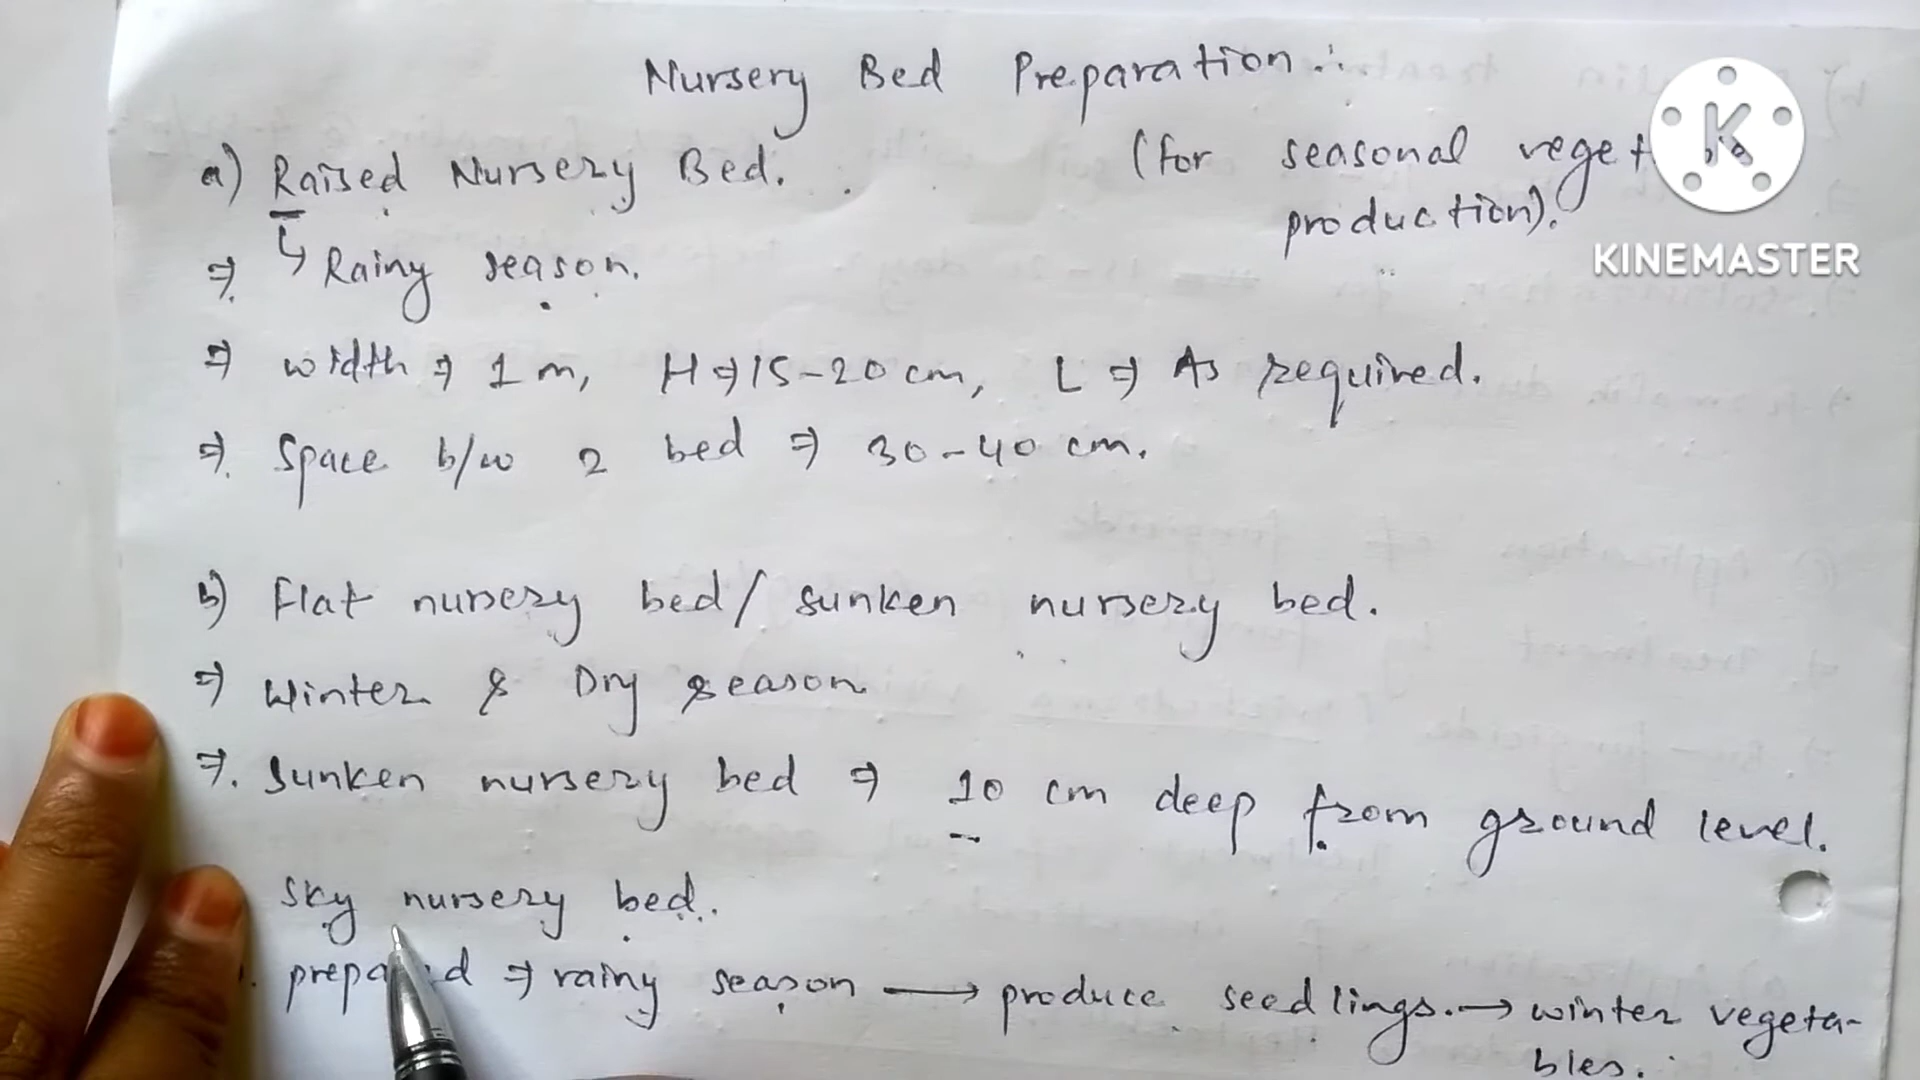 Nursery Bed Preparation :.
a) Raised Nursery Bed.
(for seasonal
production).
↳ Rainy season.
⇒ width ⇒ 1 m, H ⇒ 15-20 cm, L ⇒ As required.
⇒ Space b/w 2 bed ⇒ 30-40 cm.
b) Flat nursery bed/ sunken nursery bed.
⇒ Winter & Dry season
⇒. Sunken nursery bed ⇒ 10 cm deep from ground level.
Sky nursery bed.
⇒ rainy season → produce seedlings. → winter vegeta-
bles.
K
KINEMASTER